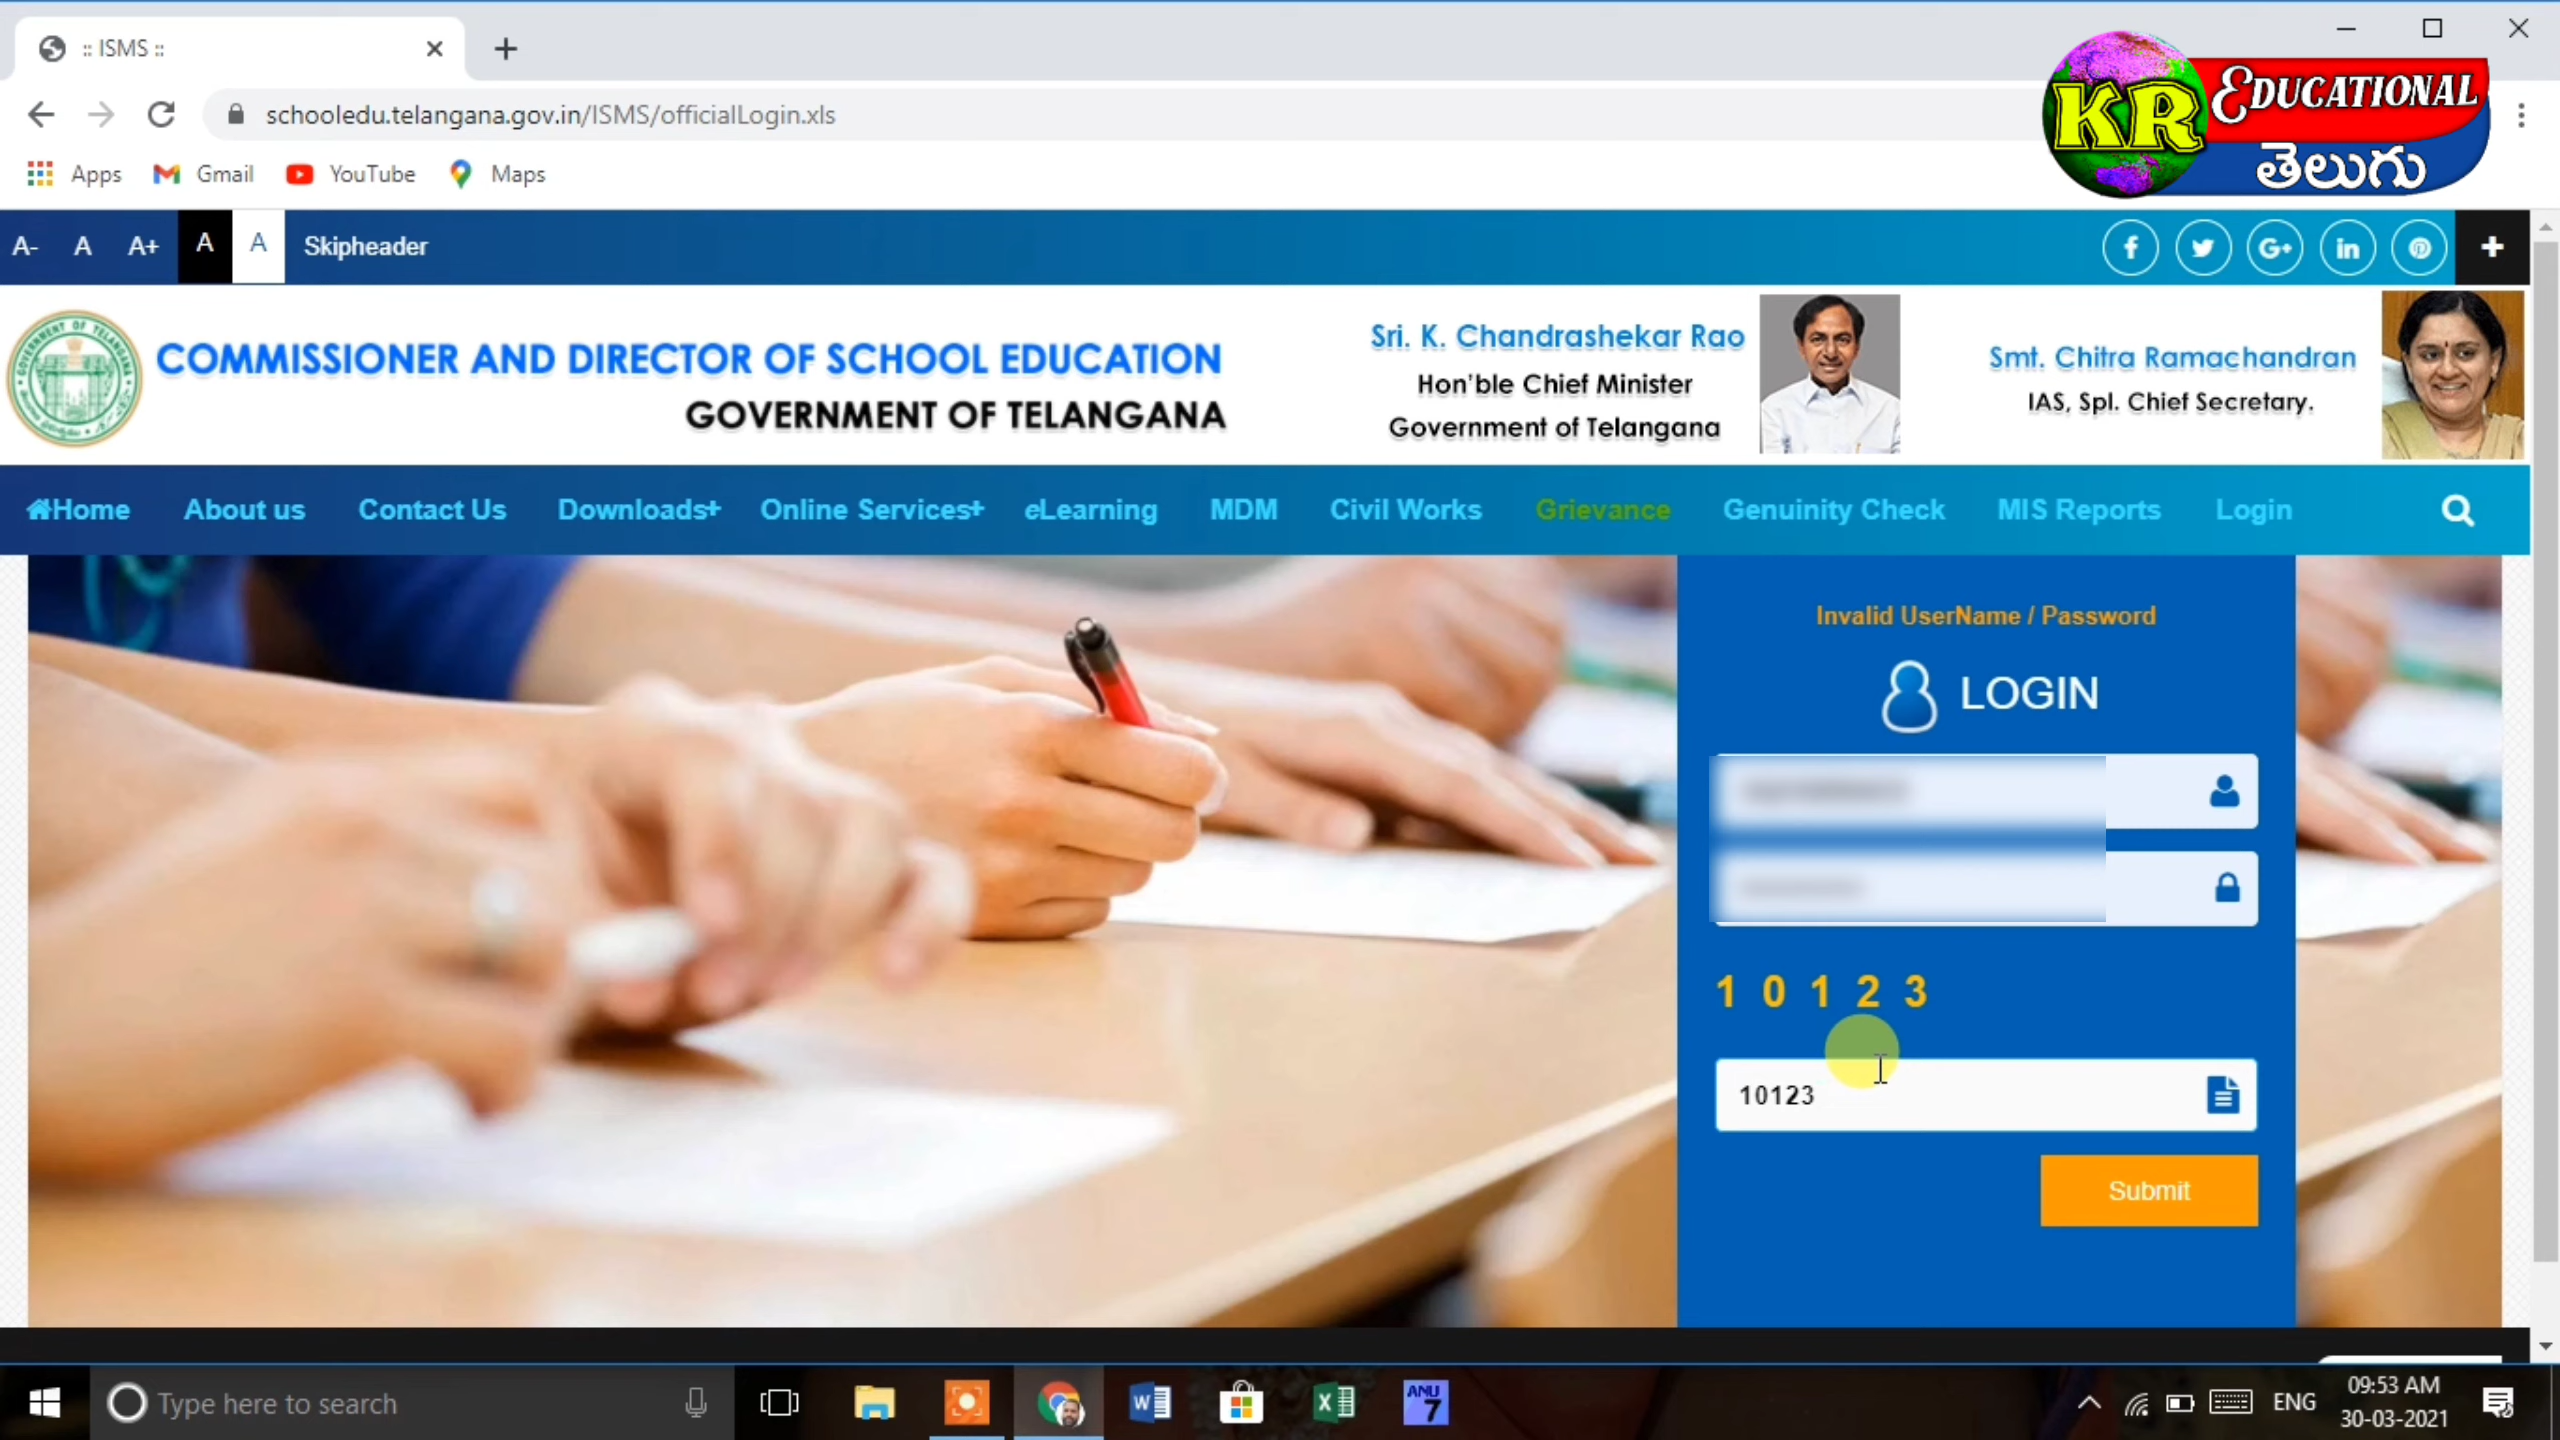 :: ISMS ::
schooledu.telangana.gov.in/ISMS/officialLogin.xls
KR EDUCATIONAL
తెలుగు
Apps Gmail YouTube Maps
A- A A+ A A Skipheader
COMMISSIONER AND DIRECTOR OF SCHOOL EDUCATION
GOVERNMENT OF TELANGANA
Sri. K. Chandrashekar Rao
Hon'ble Chief Minister
Government of Telangana
Smt. Chitra Ramachandran
IAS, Spl. Chief Secretary.
Home About us Contact Us Downloads+ Online Services+ eLearning MDM Civil Works Grievance Genuinity Check MIS Reports Login
Invalid UserName / Password
LOGIN
1 0 1 2 3
10123
Submit
Type here to search
ANU 7
ENG
09:53 AM
30-03-2021